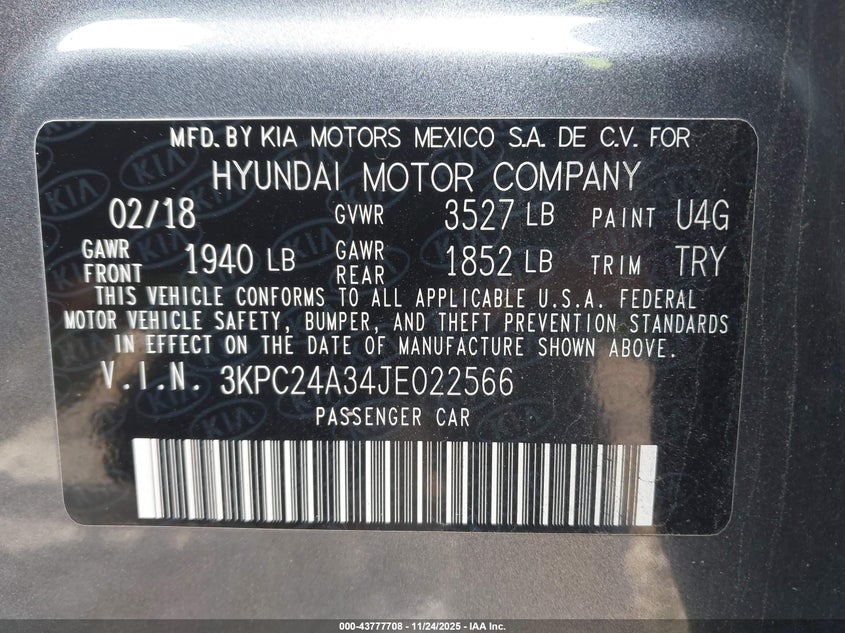 MFD. BY KIA MOTORS MEXICO S.A. DE C.V. FOR
HYUNDAI MOTOR COMPANY
02/18 GVWR 3527 LB PAINT U4G
GAWR FRONT 1940 LB GAWR REAR 1852 LB TRIM TRY
THIS VEHICLE CONFORMS TO ALL APPLICABLE U.S.A. FEDERAL
MOTOR VEHICLE SAFETY, BUMPER, AND THEFT PREVENTION STANDARDS
IN EFFECT ON THE DATE OF MANUFACTURE SHOWN ABOVE.
V.I.N. 3KPC24A34JE022566
PASSENGER CAR
000-43777708 - 11/24/2025 - IAA Inc.